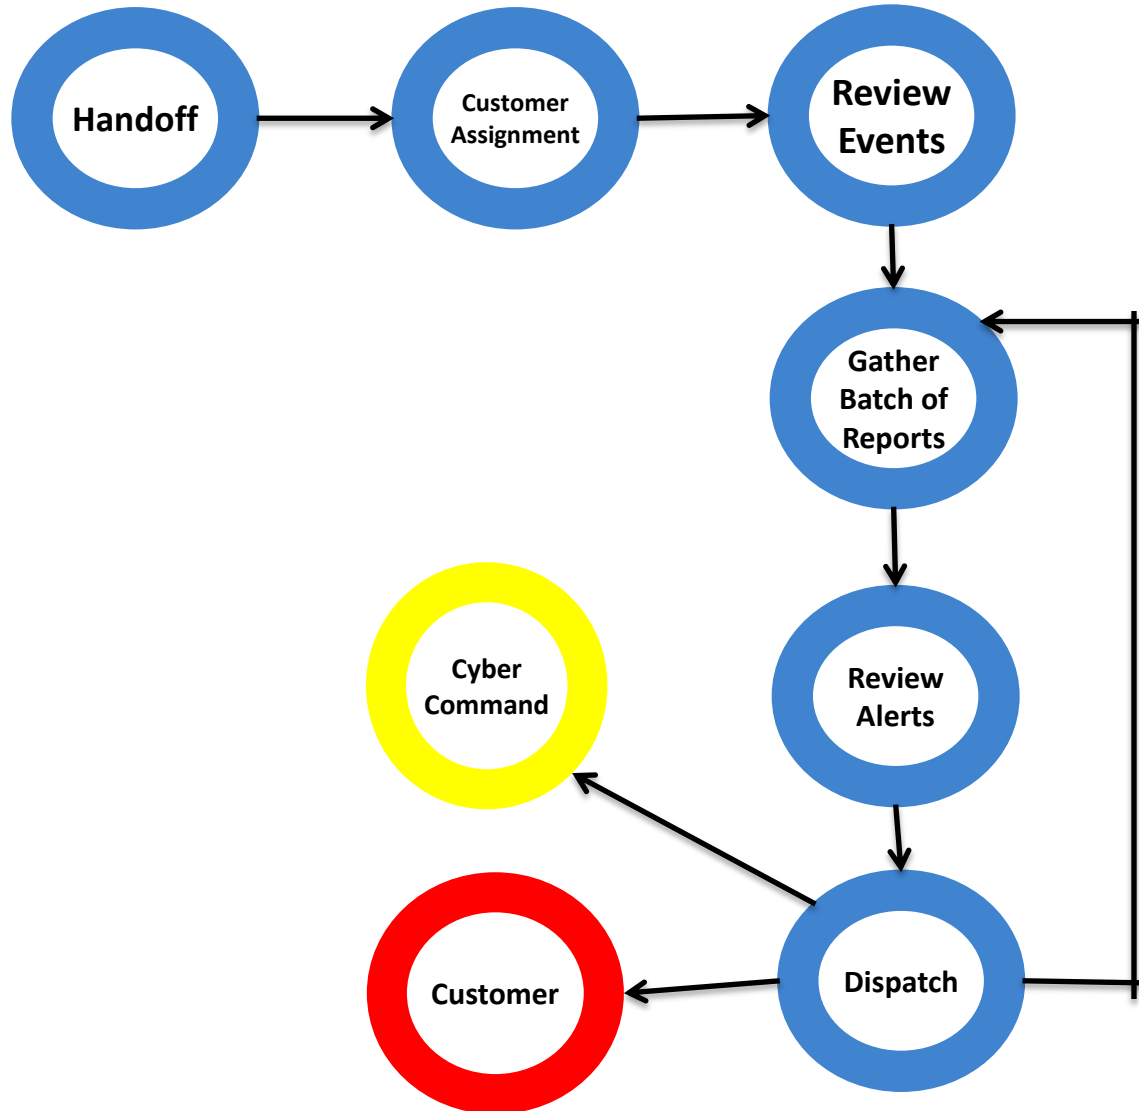 Handoff
Customer
Assignment
Review
Events
Gather
Batch of
Reports
Cyber
Command
Review
Alerts
Customer
Dispatch